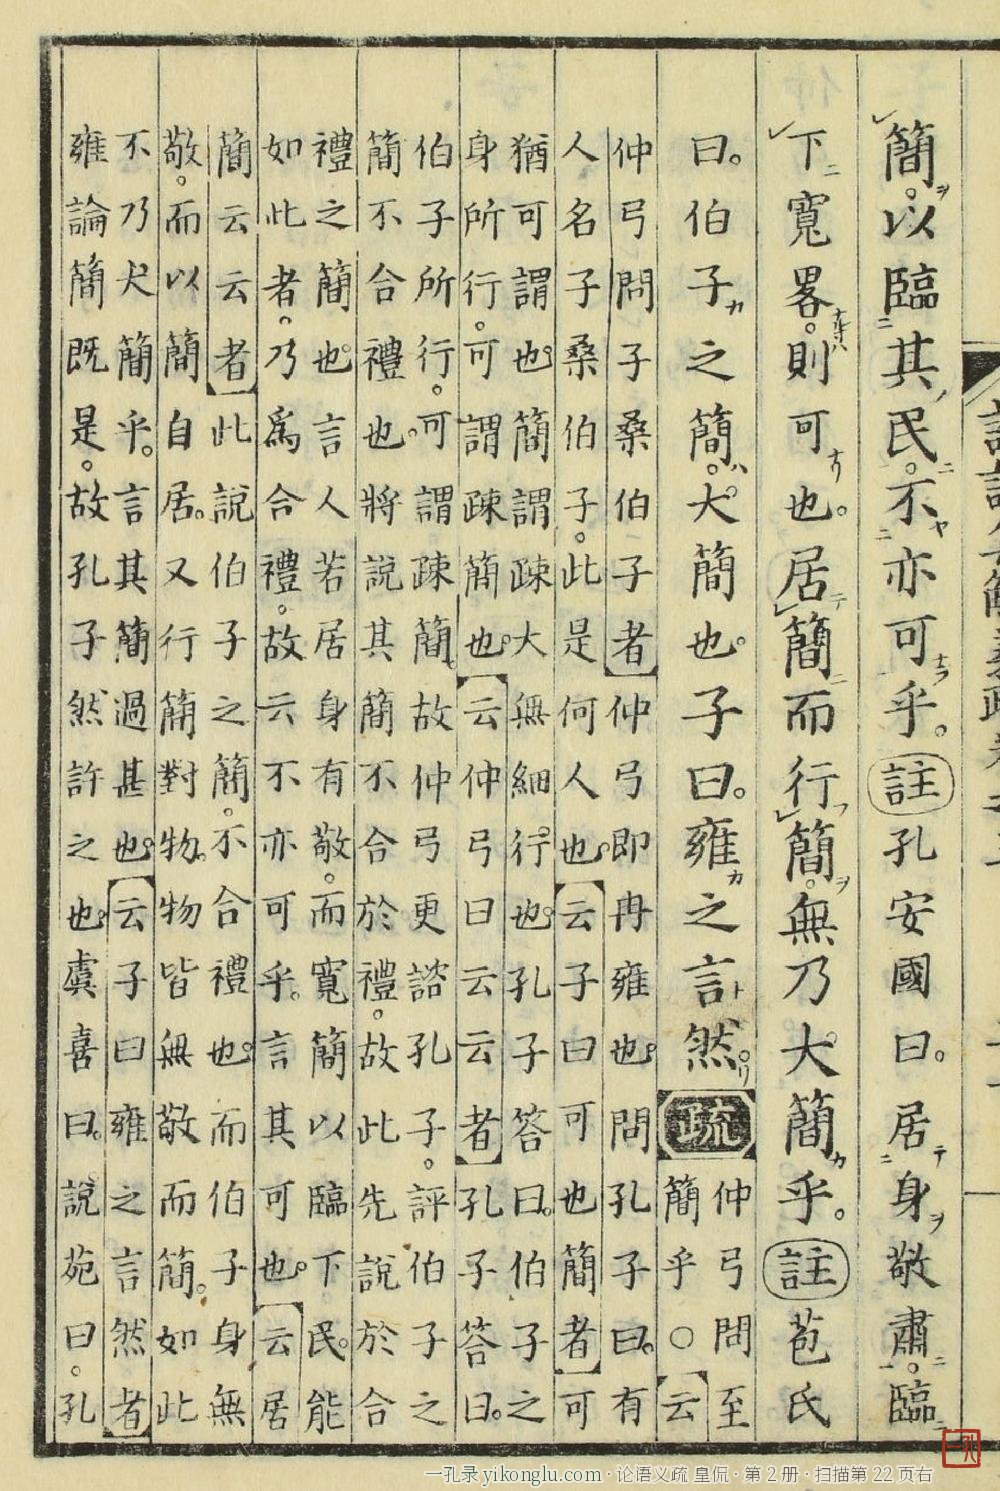 簡。以臨其民。不亦可乎。註孔安國曰。居身敬肅。臨
下寬畧。則可也。居簡而行簡。無乃大簡乎。註苞氏
曰。伯子之簡。大簡也。子曰。雍之言然。疏仲弓問至
簡乎○云
仲弓問子桑伯子者仲弓即冉雍也。問孔子曰。有
人名子桑伯子。此是何人也。云子曰可也簡者可
猶可謂也。簡謂疎大無細行也。孔子答曰。伯子之
身所行。可謂疎簡也。云仲弓曰云云者孔子答曰。
伯子所行。可謂疎簡。故仲弓更諮孔子。評伯子之
簡不合禮也。將說其簡不合於禮。故此先說於合
禮之簡也。言人若居身有敬。而寬簡以臨下民。能
如此者。乃爲合禮。故云不亦可乎。言其可也。云居
簡云云者此說伯子之簡。不合禮也。而伯子身無
敬。而以簡自居。又行簡對物。物皆無敬而簡。如此
不乃大簡乎。言其簡過甚也。云子曰雍之言然者
雍論簡既是。故孔子然許之也。虞喜曰。說苑曰。孔
一孔录 yikonglu.com · 论语义疏 皇侃 · 第 2 册 · 扫描第 22 页右